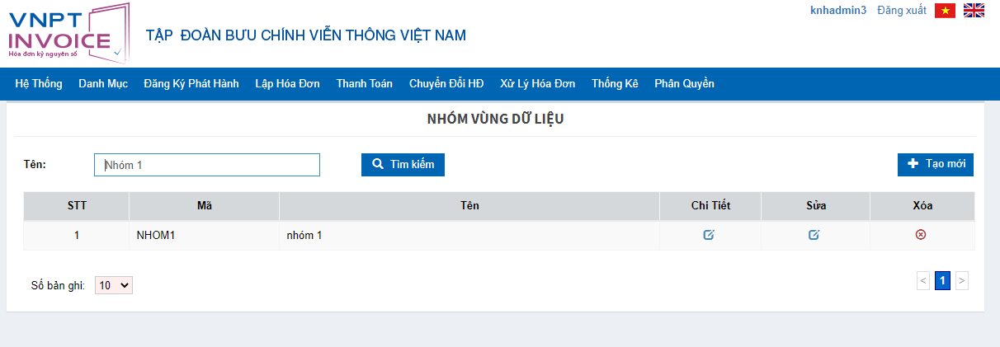 VNPT
INVOICE
Hóa đơn kỷ nguyên số
TẬP ĐOÀN BƯU CHÍNH VIỄN THÔNG VIỆT NAM
knhadmin3 Đăng xuất
Hệ Thống Danh Mục Đăng Ký Phát Hành Lập Hóa Đơn Thanh Toán Chuyển Đổi HĐ Xử Lý Hóa Đơn Thống Kê Phân Quyền
NHÓM VÙNG DỮ LIỆU
Tên: Nhóm 1 Tìm kiếm Tạo mới
STT Mã Tên Chi Tiết Sửa Xóa
1 NHOM1 nhóm 1
Số bản ghi: 10 < 1 >